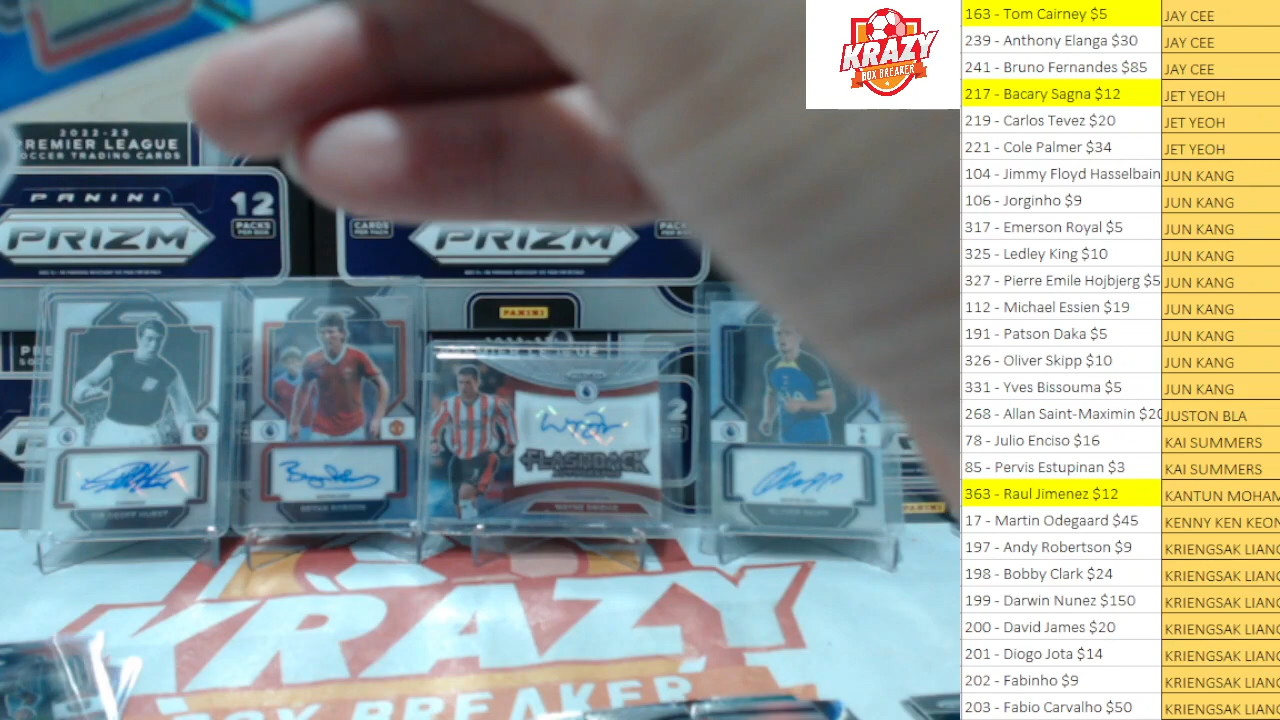 KRAZY
BOX BREAKER
2022-23
PREMIER LEAGUE
SOCCER TRADING CARDS
PANINI
12
PACKS
PER BOX
PRIZM
CARDS
PER PACK
PRIZM
PANINI
FLASHBACK
KRAZY
BOX BREAKER
163 - Tom Cairney $5 JAY CEE
239 - Anthony Elanga $30 JAY CEE
241 - Bruno Fernandes $85 JAY CEE
217 - Bacary Sagna $12 JET YEOH
219 - Carlos Tevez $20 JET YEOH
221 - Cole Palmer $34 JET YEOH
104 - Jimmy Floyd Hasselbain JUN KANG
106 - Jorginho $9 JUN KANG
317 - Emerson Royal $5 JUN KANG
325 - Ledley King $10 JUN KANG
327 - Pierre Emile Hojbjerg $5 JUN KANG
112 - Michael Essien $19 JUN KANG
191 - Patson Daka $5 JUN KANG
326 - Oliver Skipp $10 JUN KANG
331 - Yves Bissouma $5 JUN KANG
268 - Allan Saint-Maximin $20 JUSTON BLA
78 - Julio Enciso $16 KAI SUMMERS
85 - Pervis Estupinan $3 KAI SUMMERS
363 - Raul Jimenez $12 KANTUN MOHAM
17 - Martin Odegaard $45 KENNY KEN KEON
197 - Andy Robertson $9 KRIENGSAK LIANG
198 - Bobby Clark $24 KRIENGSAK LIANG
199 - Darwin Nunez $150 KRIENGSAK LIANG
200 - David James $20 KRIENGSAK LIANG
201 - Diogo Jota $14 KRIENGSAK LIANG
202 - Fabinho $9 KRIENGSAK LIANG
203 - Fabio Carvalho $50 KRIENGSAK LIANG